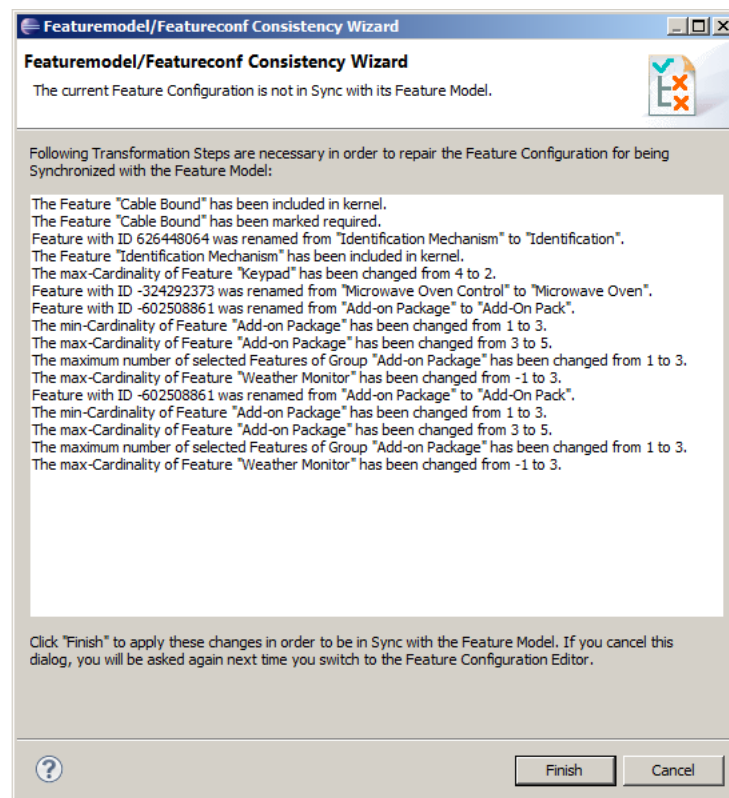 Featuremodel/Featureconf Consistency Wizard
Featuremodel/Featureconf Consistency Wizard
The current Feature Configuration is not in Sync with its Feature Model.
Following Transformation Steps are necessary in order to repair the Feature Configuration for being
Synchronized with the Feature Model:
The Feature "Cable Bound" has been included in kernel.
The Feature "Cable Bound" has been marked required.
Feature with ID 626448064 was renamed from "Identification Mechanism" to "Identification".
The Feature "Identification Mechanism" has been included in kernel.
The max-Cardinality of Feature "Keypad" has been changed from 4 to 2.
Feature with ID -324292373 was renamed from "Microwave Oven Control" to "Microwave Oven".
Feature with ID -602508861 was renamed from "Add-on Package" to "Add-On Pack".
The min-Cardinality of Feature "Add-on Package" has been changed from 1 to 3.
The max-Cardinality of Feature "Add-on Package" has been changed from 3 to 5.
The maximum number of selected Features of Group "Add-on Package" has been changed from 1 to 3.
The max-Cardinality of Feature "Weather Monitor" has been changed from -1 to 3.
Feature with ID -602508861 was renamed from "Add-on Package" to "Add-On Pack".
The min-Cardinality of Feature "Add-on Package" has been changed from 1 to 3.
The max-Cardinality of Feature "Add-on Package" has been changed from 3 to 5.
The maximum number of selected Features of Group "Add-on Package" has been changed from 1 to 3.
The max-Cardinality of Feature "Weather Monitor" has been changed from -1 to 3.
Click "Finish" to apply these changes in order to be in Sync with the Feature Model. If you cancel this
dialog, you will be asked again next time you switch to the Feature Configuration Editor.
? Finish Cancel